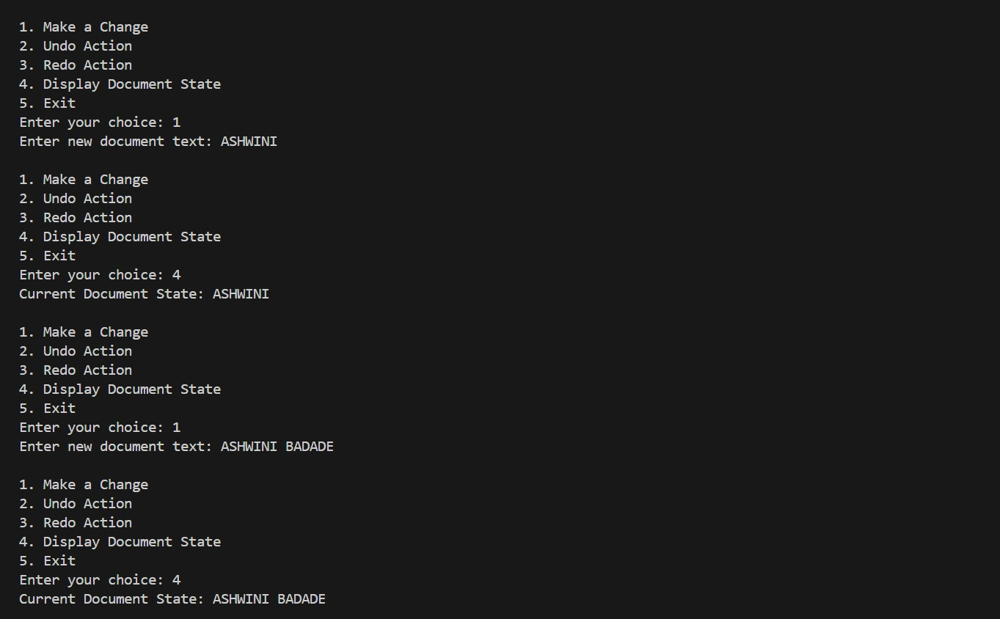 1. Make a Change
2. Undo Action
3. Redo Action
4. Display Document State
5. Exit
Enter your choice: 1
Enter new document text: ASHWINI

1. Make a Change
2. Undo Action
3. Redo Action
4. Display Document State
5. Exit
Enter your choice: 4
Current Document State: ASHWINI

1. Make a Change
2. Undo Action
3. Redo Action
4. Display Document State
5. Exit
Enter your choice: 1
Enter new document text: ASHWINI BADADE

1. Make a Change
2. Undo Action
3. Redo Action
4. Display Document State
5. Exit
Enter your choice: 4
Current Document State: ASHWINI BADADE